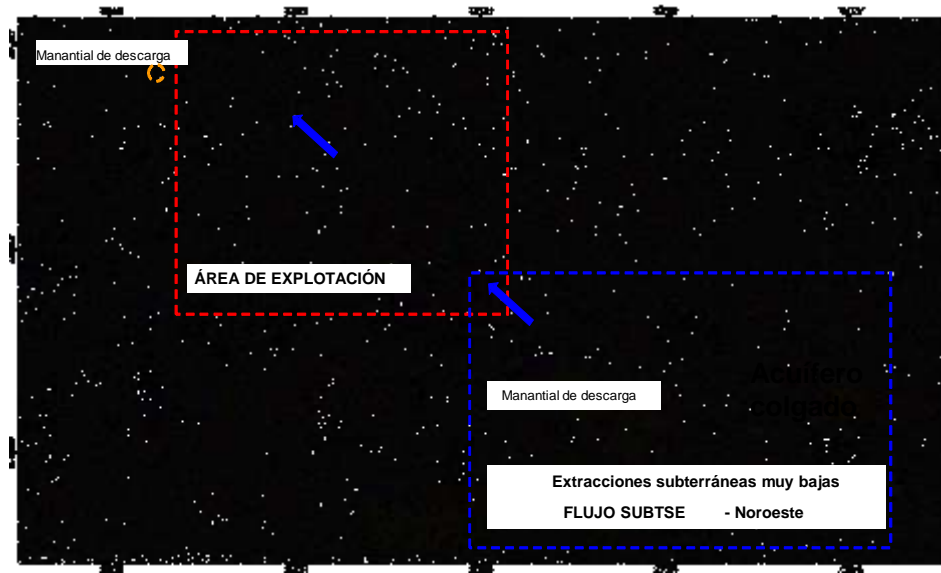 Manantial de descarga
ÁREA DE EXPLOTACIÓN
Acuífero
colgado
Manantial de descarga
Extracciones subterráneas muy bajas
FLUJO SUBTSE - Noroeste